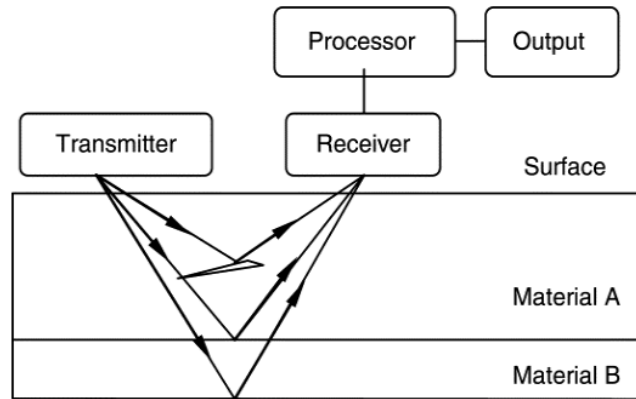 Processor
Output
Transmitter
Receiver
Surface
Material A
Material B